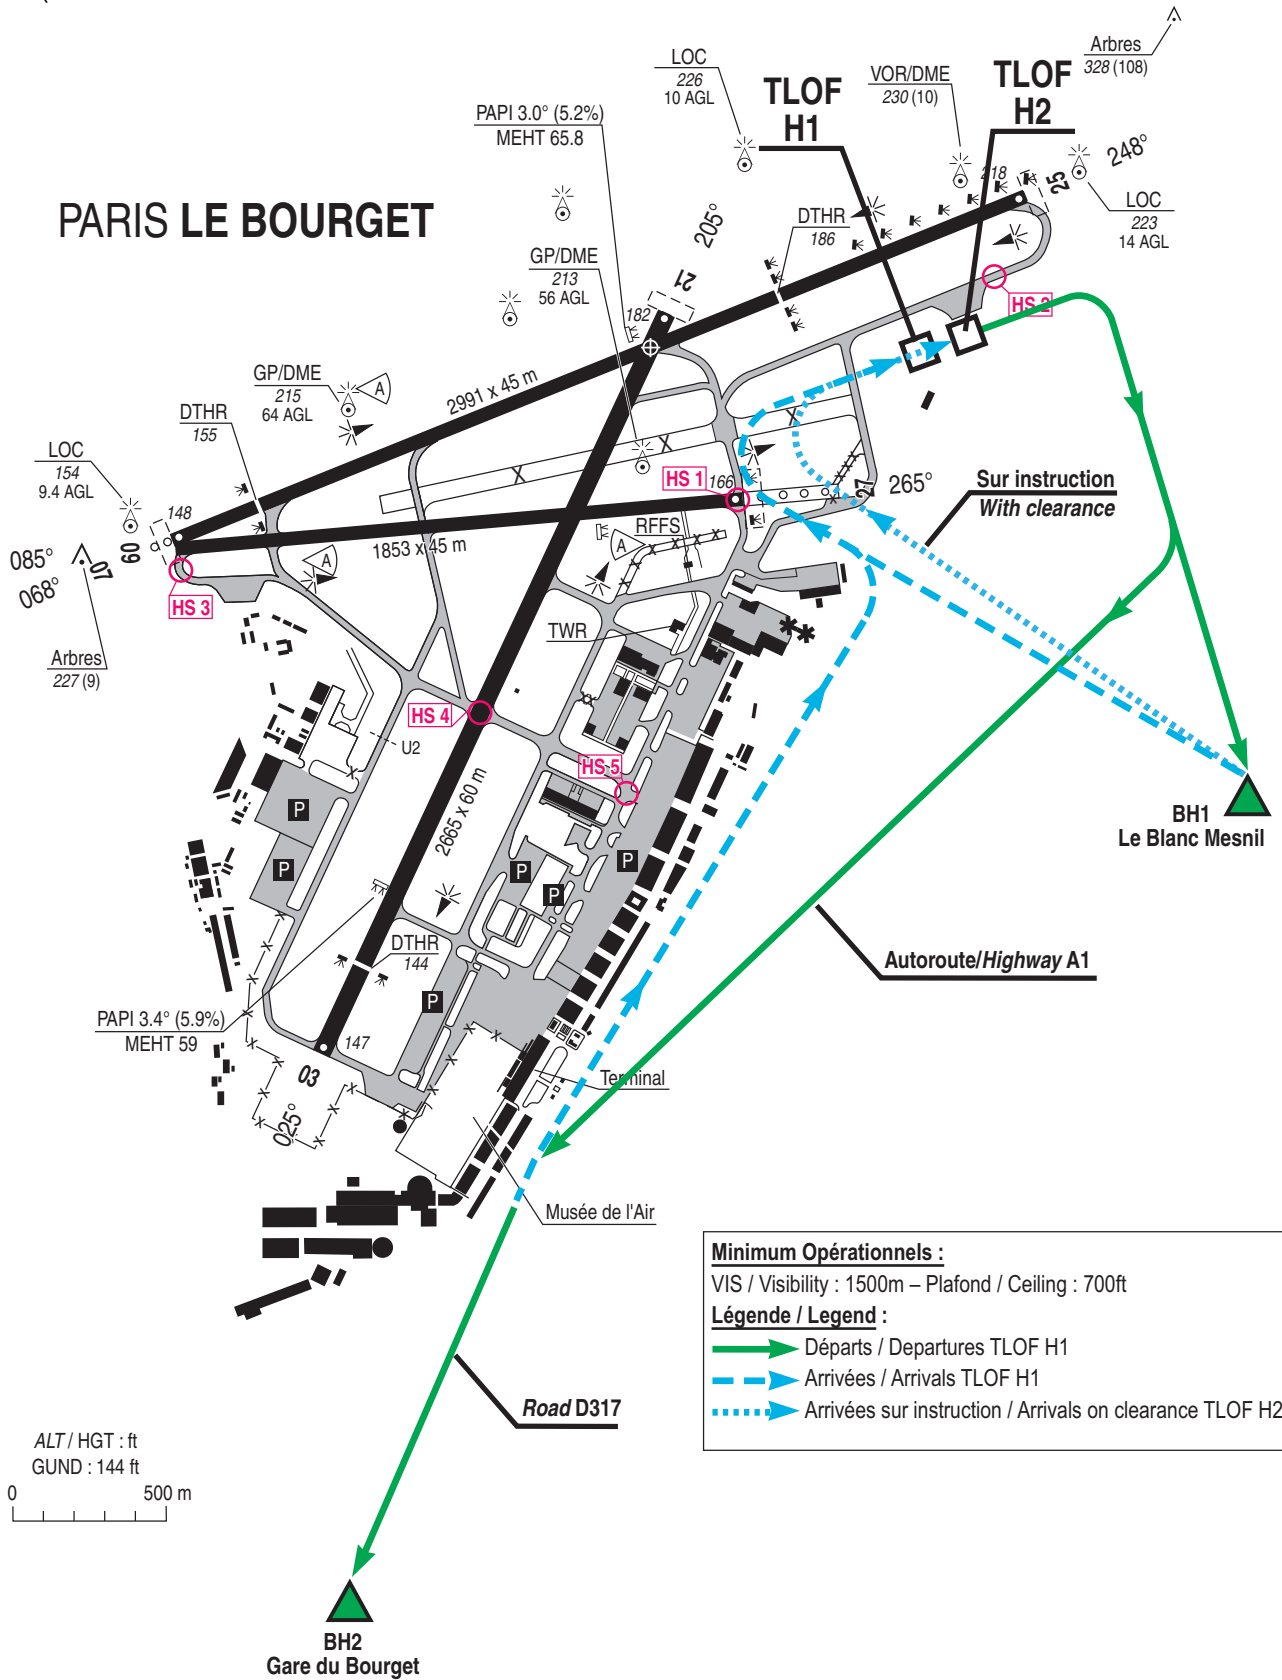 Arbres
328 (108)
LOC
226
10 AGL
TLOF
H1
VOR/DME
230 (10)
TLOF
H2
PAPI 3.0° (5.2%)
MEHT 65.8
248°
218
25
LOC
223
14 AGL
PARIS LE BOURGET
205°
21
DTHR
186
GP/DME
213
56 AGL
HS 2
182
GP/DME
215
64 AGL
A
2991 x 45 m
DTHR
155
LOC
154
9.4 AGL
148
HS 1
166
27
265°
Sur instruction
With clearance
RFFS
A
1853 x 45 m
A
085°
068°
09
07
HS 3
Arbres
227 (9)
TWR
HS 4
U2
HS 5
2665 x 60 m
P
P
P
P
P
P
BH1
Le Blanc Mesnil
DTHR
144
Autoroute/Highway A1
PAPI 3.4° (5.9%)
MEHT 59
147
03
025°
Terminal
Musée de l'Air
Minimum Opérationnels :
VIS / Visibility : 1500m – Plafond / Ceiling : 700ft
Légende / Legend :
Départs / Departures TLOF H1
Arrivées / Arrivals TLOF H1
Arrivées sur instruction / Arrivals on clearance TLOF H2
Road D317
ALT / HGT : ft
GUND : 144 ft
0 500 m
BH2
Gare du Bourget